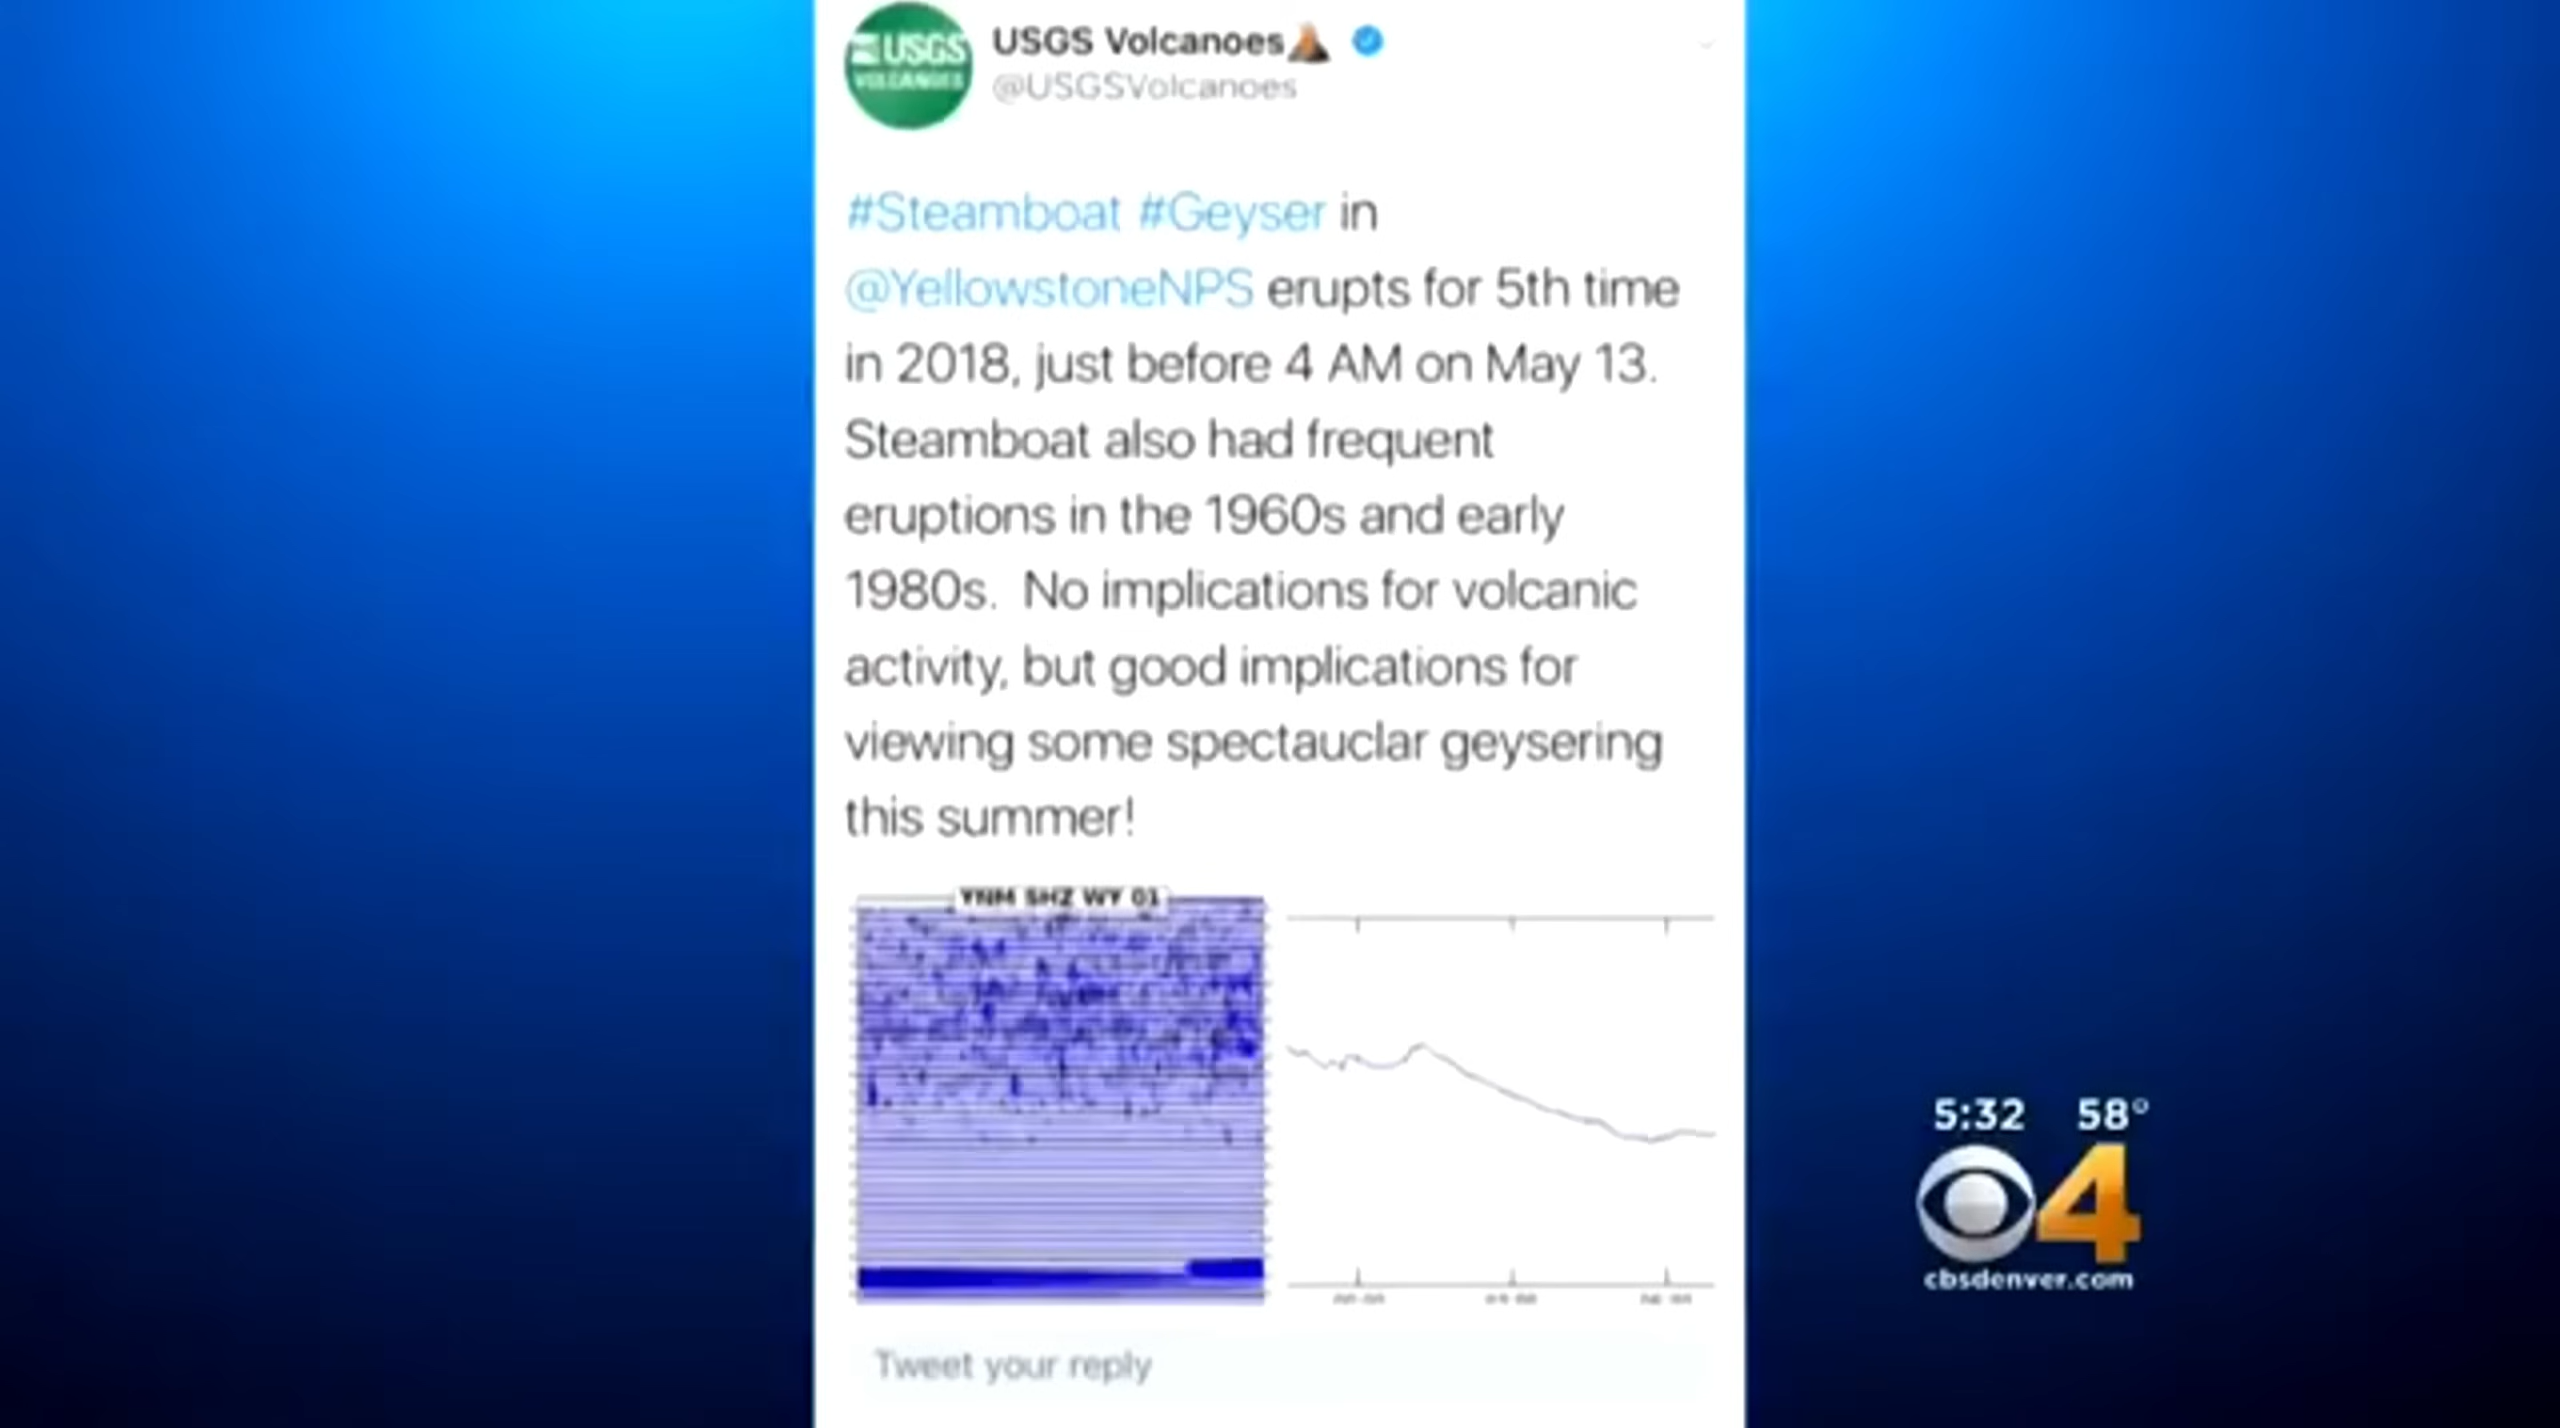 USGS
VOLCANOES
USGS Volcanoes🌋
@USGSVolcanoes
#Steamboat #Geyser in
@YellowstoneNPS erupts for 5th time
in 2018, just before 4 AM on May 13.
Steamboat also had frequent
eruptions in the 1960s and early
1980s. No implications for volcanic
activity, but good implications for
viewing some spectauclar geysering
this summer!
YNM SHZ WY 01
Tweet your reply
5:32 58°
4
cbsdenver.com